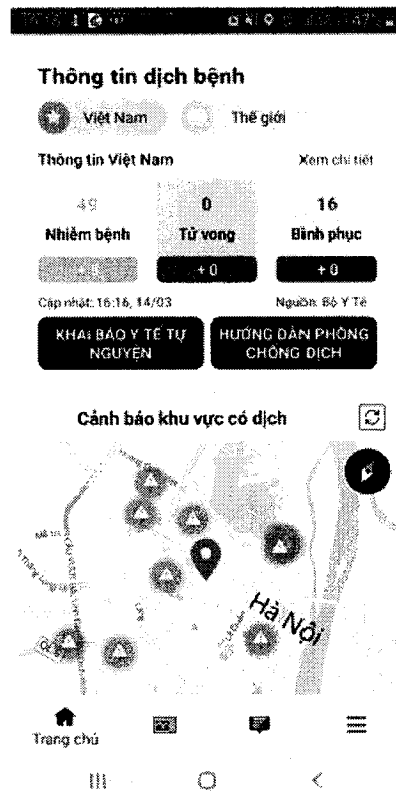 Thông tin dịch bệnh
Việt Nam
Thế giới
Thông tin Việt Nam
Xem chi tiết
49
0
16
Nhiễm bệnh
Tử vong
Bình phục
+ 0
+ 0
Cập nhật: 16:16, 14/03
Nguồn: Bộ Y Tế
KHAI BÁO Y TẾ TỰ
NGUYỆN
HƯỚNG DẪN PHÒNG
CHỐNG DỊCH
Cảnh báo khu vực có dịch
Hà Nội
Trang chủ